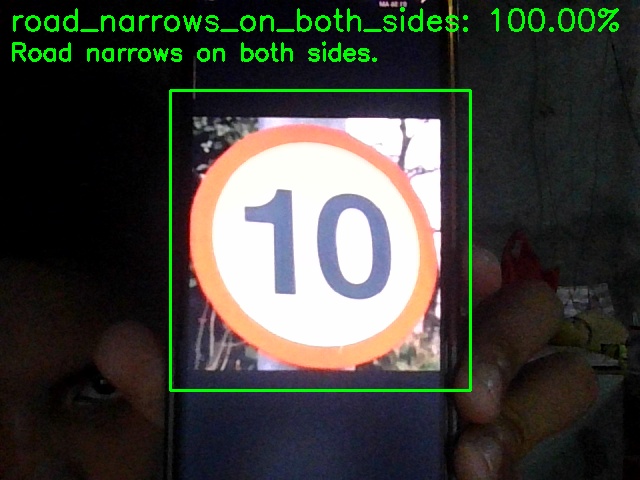 road_narrows_on_both_sides: 100.00%
Road narrows on both sides.
10